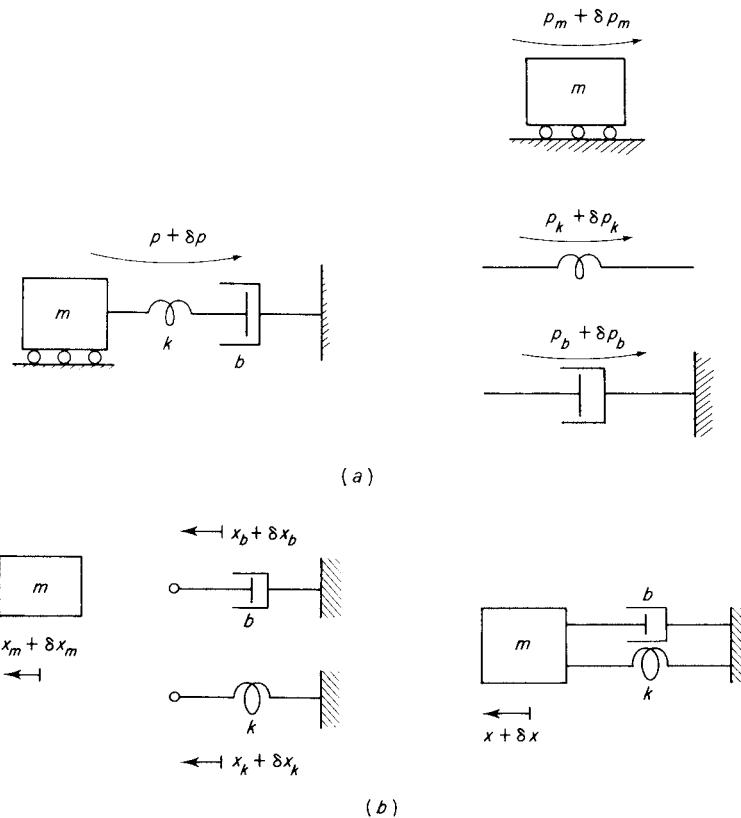 p_m + δp_m
m
p_k + δp_k
p + δp
m
k
b
p_b + δp_b
(a)
x_b + δx_b
m
b
x_m + δx_m
k
x_k + δx_k
b
m
k
x + δx
(b)